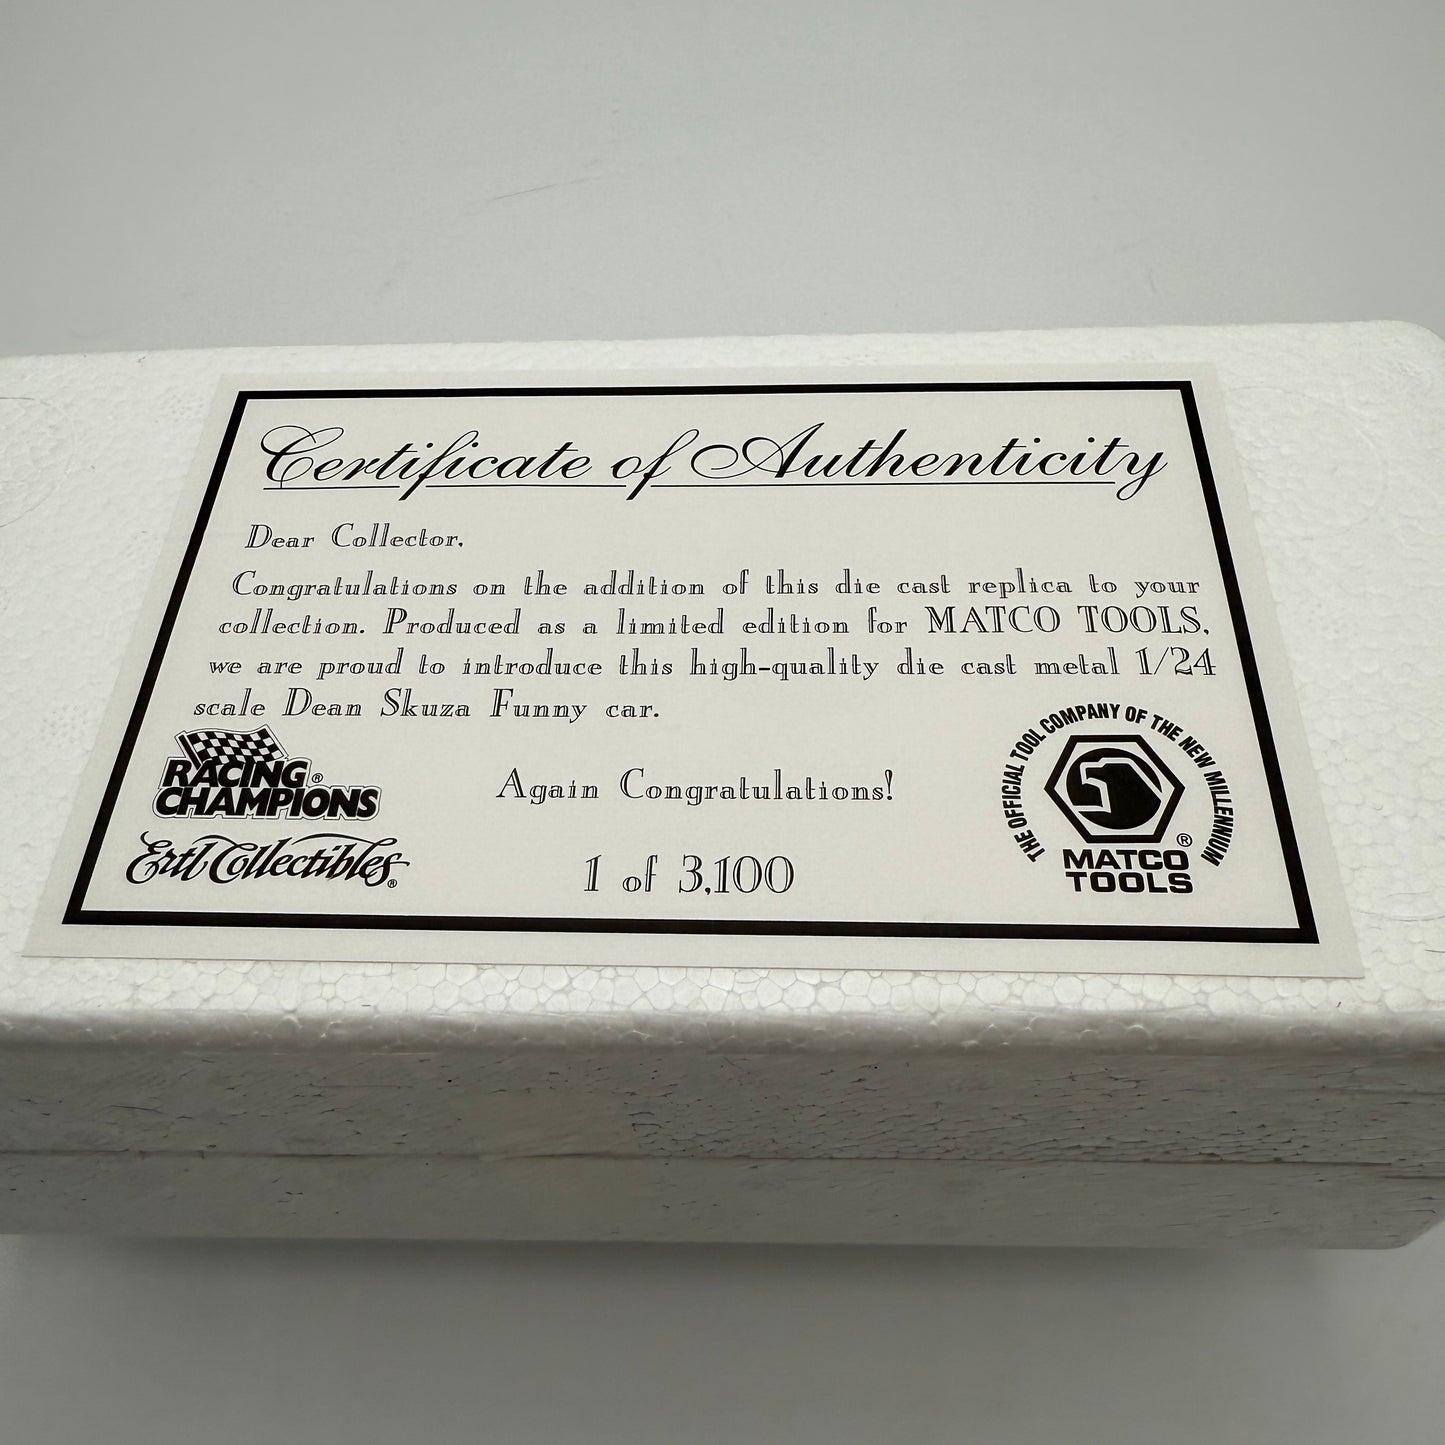 Certificate of Authenticity
Dear Collector,
Congratulations on the addition of this die cast replica to your
collection. Produced as a limited edition for MATCO TOOLS,
we are proud to introduce this high-quality die cast metal 1/24
scale Dean Skuza Funny car.
RACING®
CHAMPIONS
Ertl Collectibles®
Again Congratulations!
1 of 3,100
THE OFFICIAL TOOL COMPANY OF THE NEW MILLENNIUM
MATCO®
TOOLS